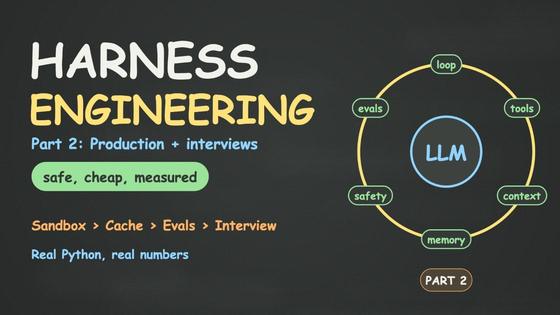 HARNESS
ENGINEERING
Part 2: Production + interviews
safe, cheap, measured
Sandbox > Cache > Evals > Interview
Real Python, real numbers
loop
evals
tools
LLM
safety
context
memory
PART 2